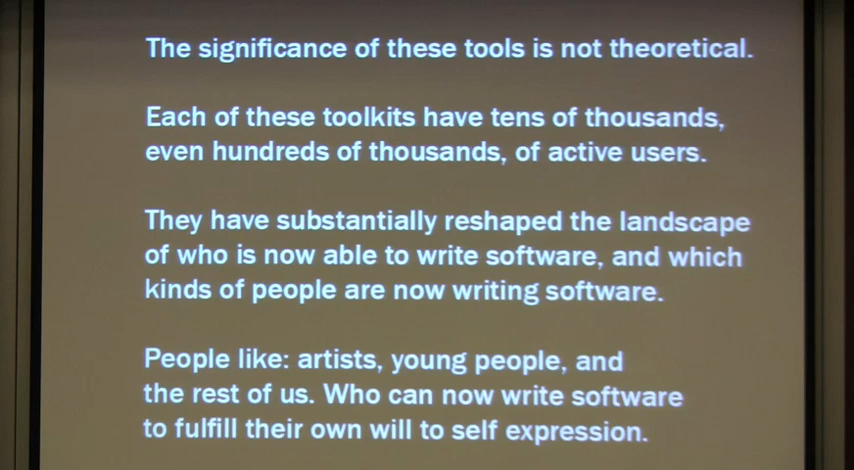 The significance of these tools is not theoretical.
Each of these toolkits have tens of thousands,
even hundreds of thousands, of active users.
They have substantially reshaped the landscape
of who is now able to write software, and which
kinds of people are now writing software.
People like: artists, young people, and
the rest of us. Who can now write software
to fulfill their own will to self expression.